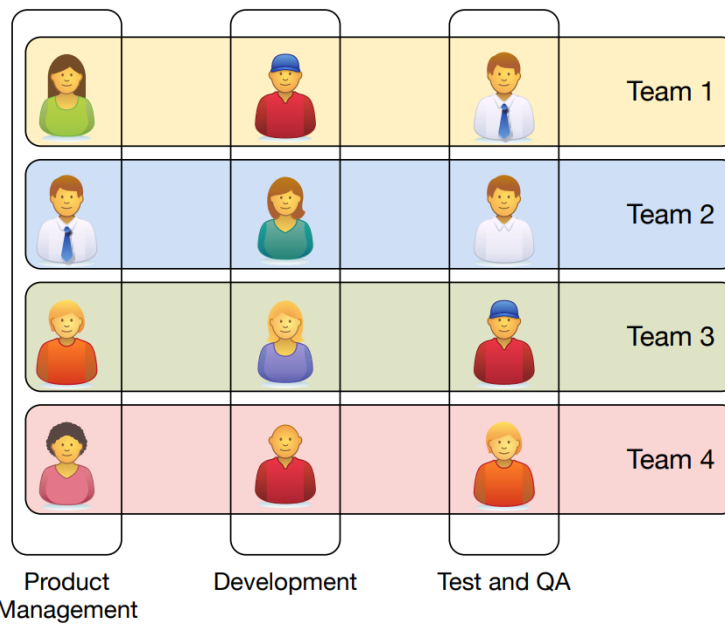 Team 1
Team 2
Team 3
Team 4
Product
Management
Development
Test and QA